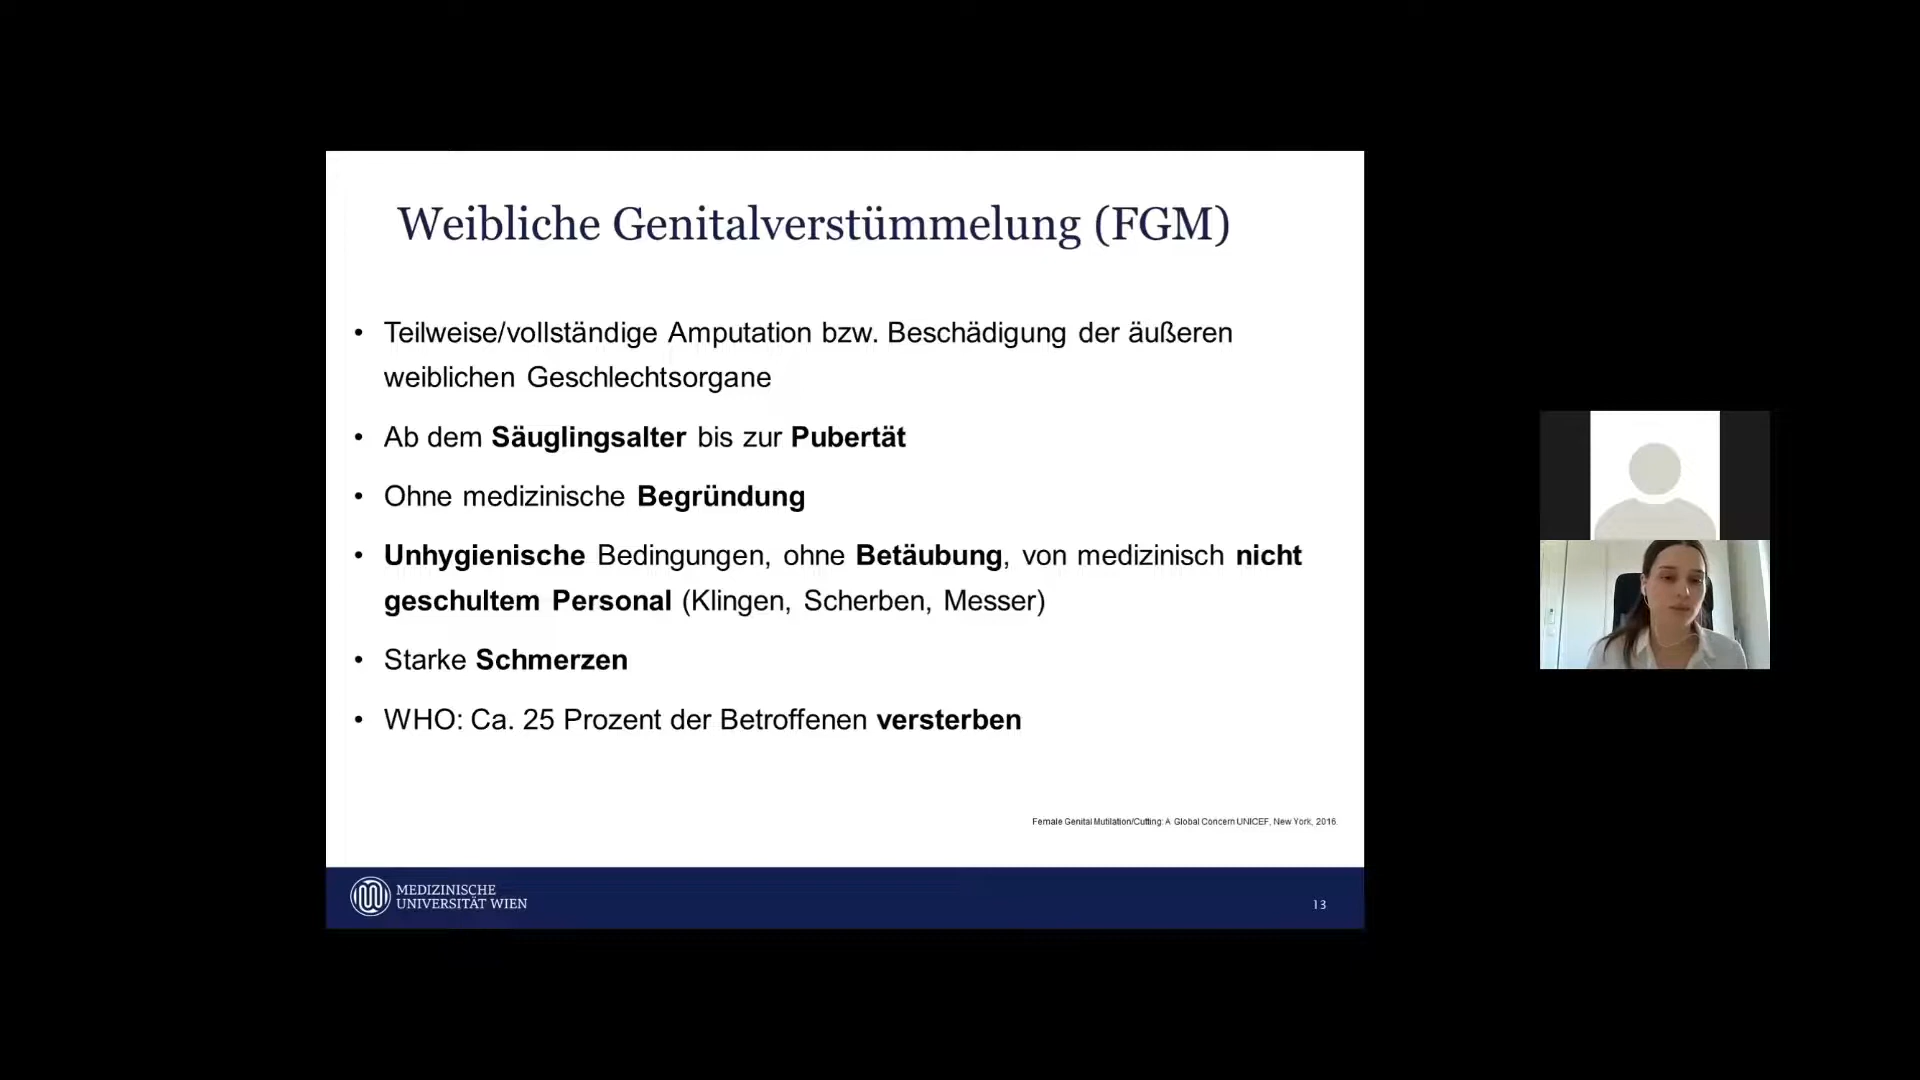 Weibliche Genitalverstümmelung (FGM)
• Teilweise/vollständige Amputation bzw. Beschädigung der äußeren
weiblichen Geschlechtsorgane
• Ab dem Säuglingsalter bis zur Pubertät
• Ohne medizinische Begründung
• Unhygienische Bedingungen, ohne Betäubung, von medizinisch nicht
geschultem Personal (Klingen, Scherben, Messer)
• Starke Schmerzen
• WHO: Ca. 25 Prozent der Betroffenen versterben
Female Genital Mutilation/Cutting: A Global Concern UNICEF, New York, 2016.
MEDIZINISCHE
UNIVERSITÄT WIEN
13